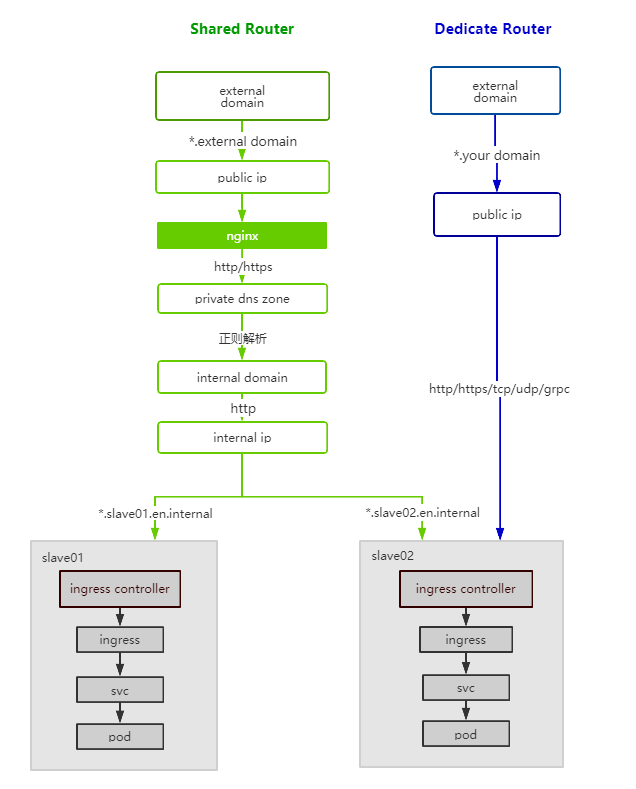 Shared Router
Dedicate Router
external
domain
external
domain
*.external domain
*.your domain
public ip
public ip
nginx
http/https
private dns zone
正则解析
internal domain
http/https/tcp/udp/grpc
http
internal ip
*.slave01.en.internal
*.slave02.en.internal
slave01
ingress controller
ingress
svc
pod
slave02
ingress controller
ingress
svc
pod